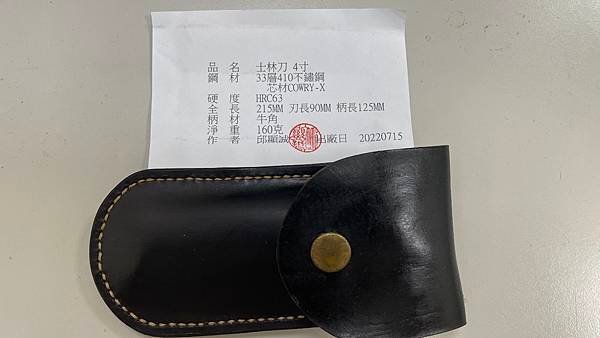 品 名 士林刀 4寸
鋼 材 33層410不鏽鋼
芯材COWRY-X
硬 度 HRC63
全 長 215MM 刃長90MM 柄長125MM
柄 材 牛角
淨 重 160克
作 者 邱顯誠 出廠日 20220715